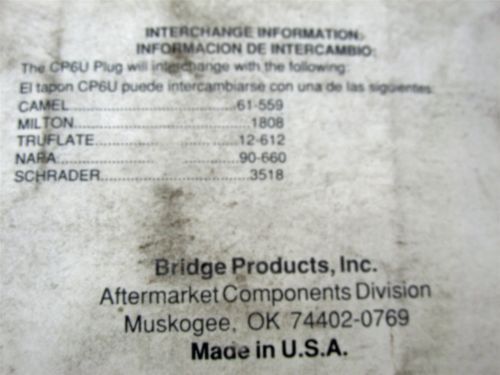 INTERCHANGE INFORMATION:
INFORMACION DE INTERCAMBIO:
The CP6U Plug will interchange with the following:
El tapon CP6U puede intercambiarse con una de las siguientes:
CAMEL................................61-559
MILTON.................................1808
TRUFLATE..........................12-612
NAPA....................................90-660
SCHRADER............................3518
Bridge Products, Inc.
Aftermarket Components Division
Muskogee, OK 74402-0769
Made in U.S.A.